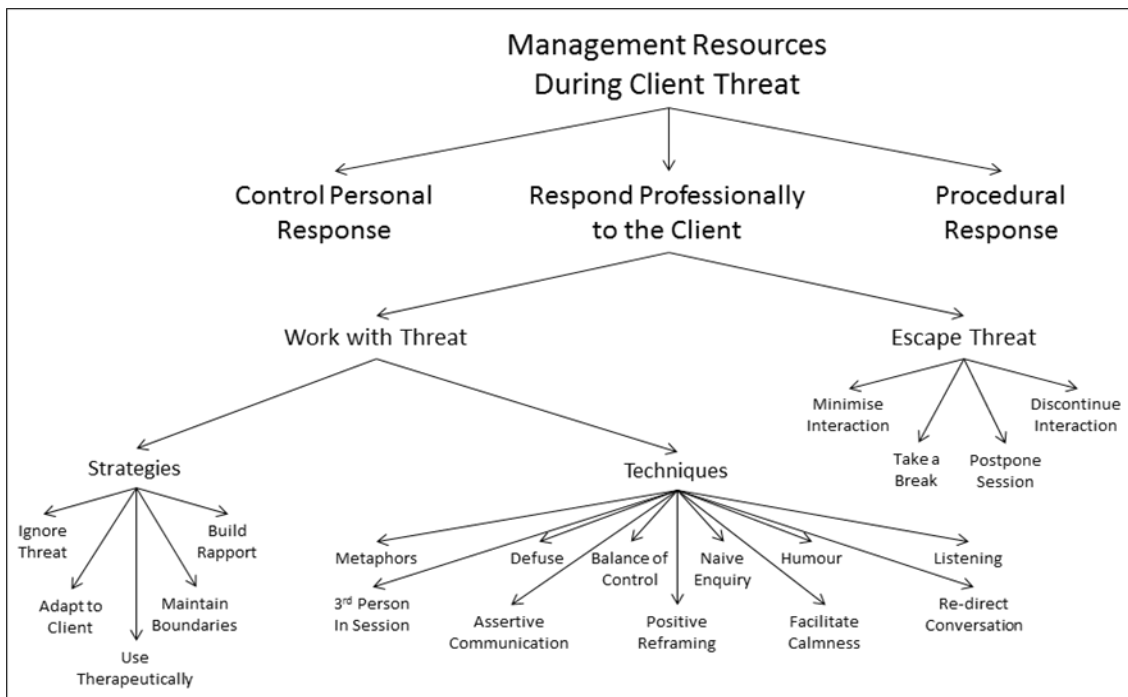 Management Resources
During Client Threat
Control Personal
Response
Respond Professionally
to the Client
Procedural
Response
Work with Threat
Escape Threat
Minimise
Interaction
Discontinue
Interaction
Take a
Break
Postpone
Session
Strategies
Techniques
Ignore
Threat
Build
Rapport
Adapt to
Client
Maintain
Boundaries
Use
Therapeutically
Metaphors
Defuse
Balance of
Control
Naive
Enquiry
Humour
Listening
3rd Person
In Session
Assertive
Communication
Positive
Reframing
Facilitate
Calmness
Re-direct
Conversation